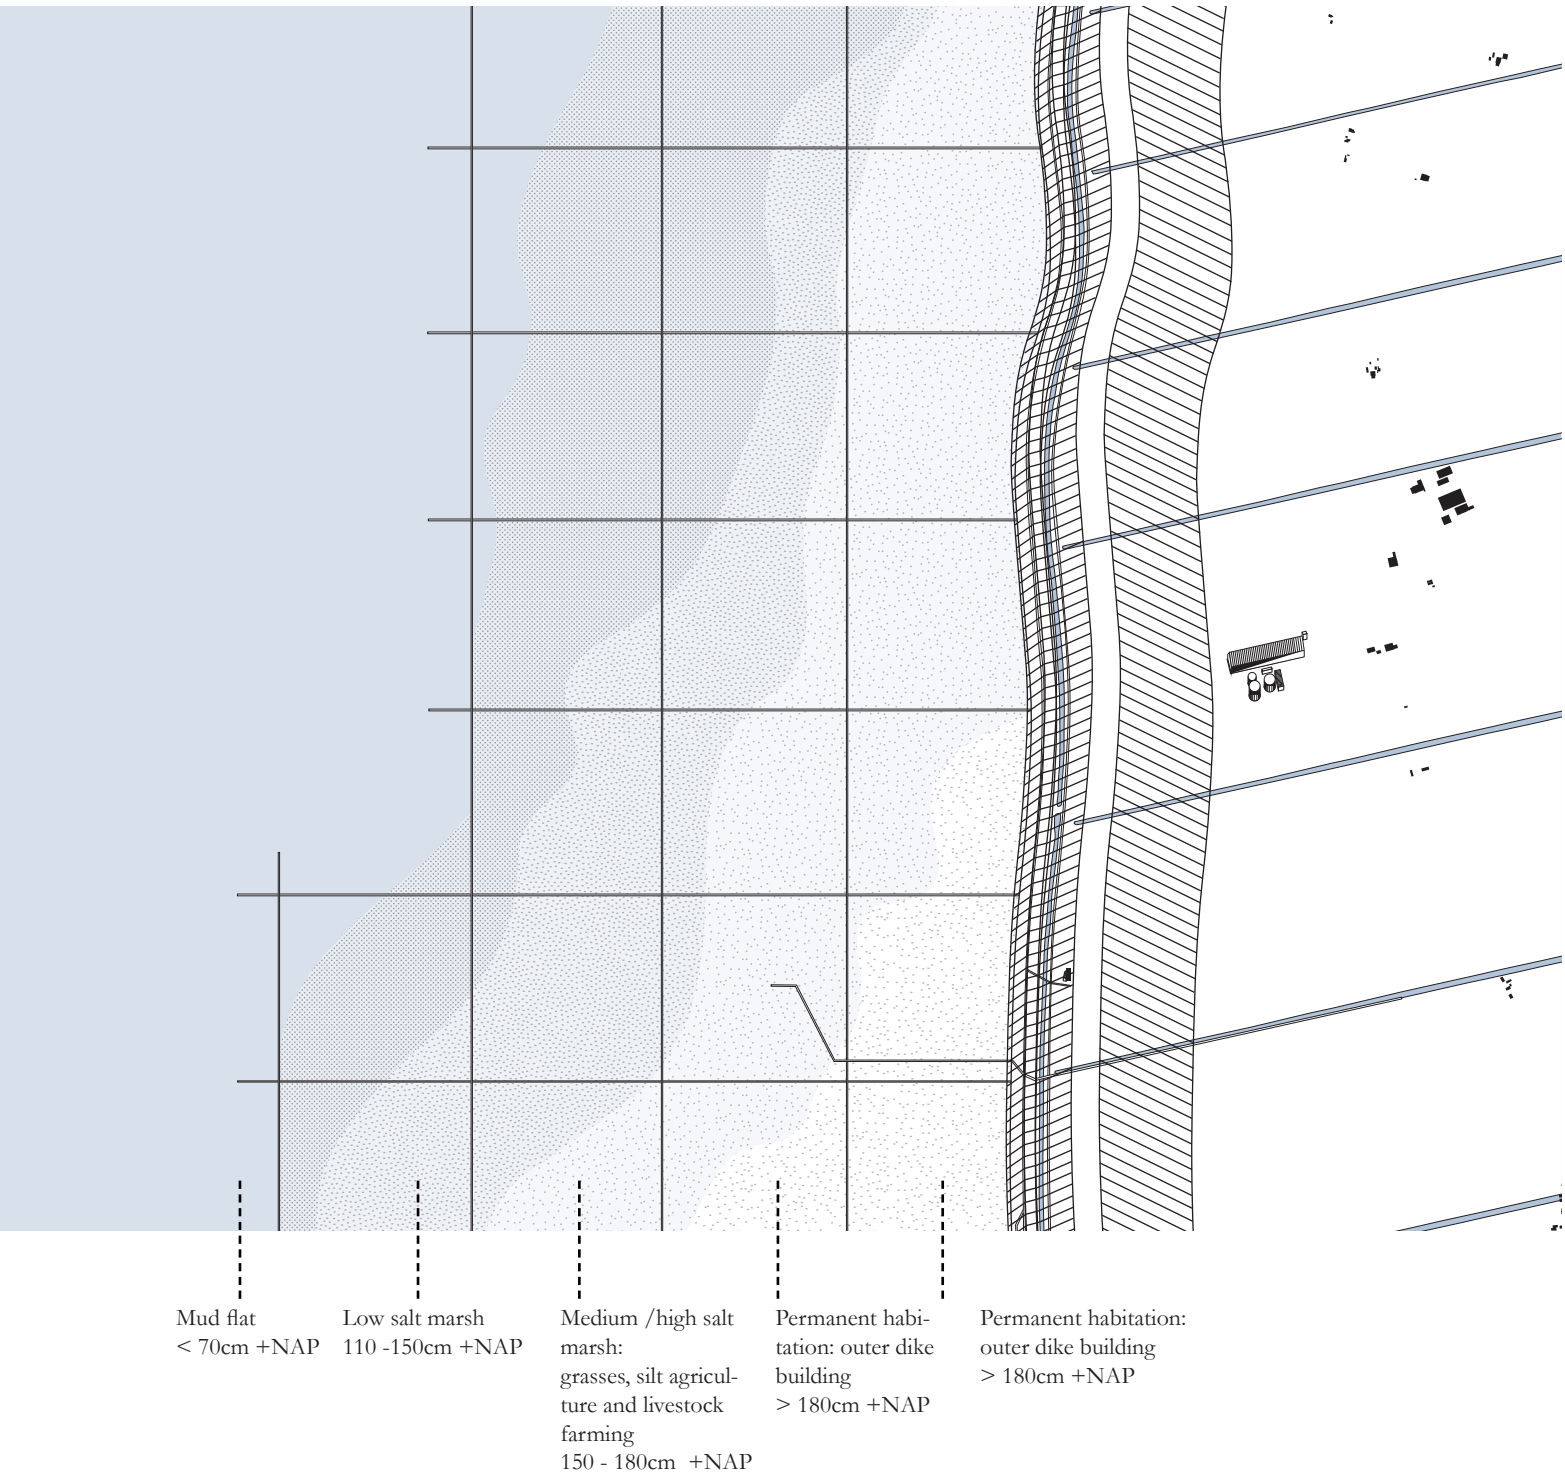 Mud flat
< 70cm +NAP
Low salt marsh
110 -150cm +NAP
Medium /high salt
marsh:
grasses, silt agricul-
ture and livestock
farming
150 - 180cm  +NAP
Permanent habi-
tation: outer dike
building
> 180cm +NAP
Permanent habitation:
outer dike building
> 180cm +NAP